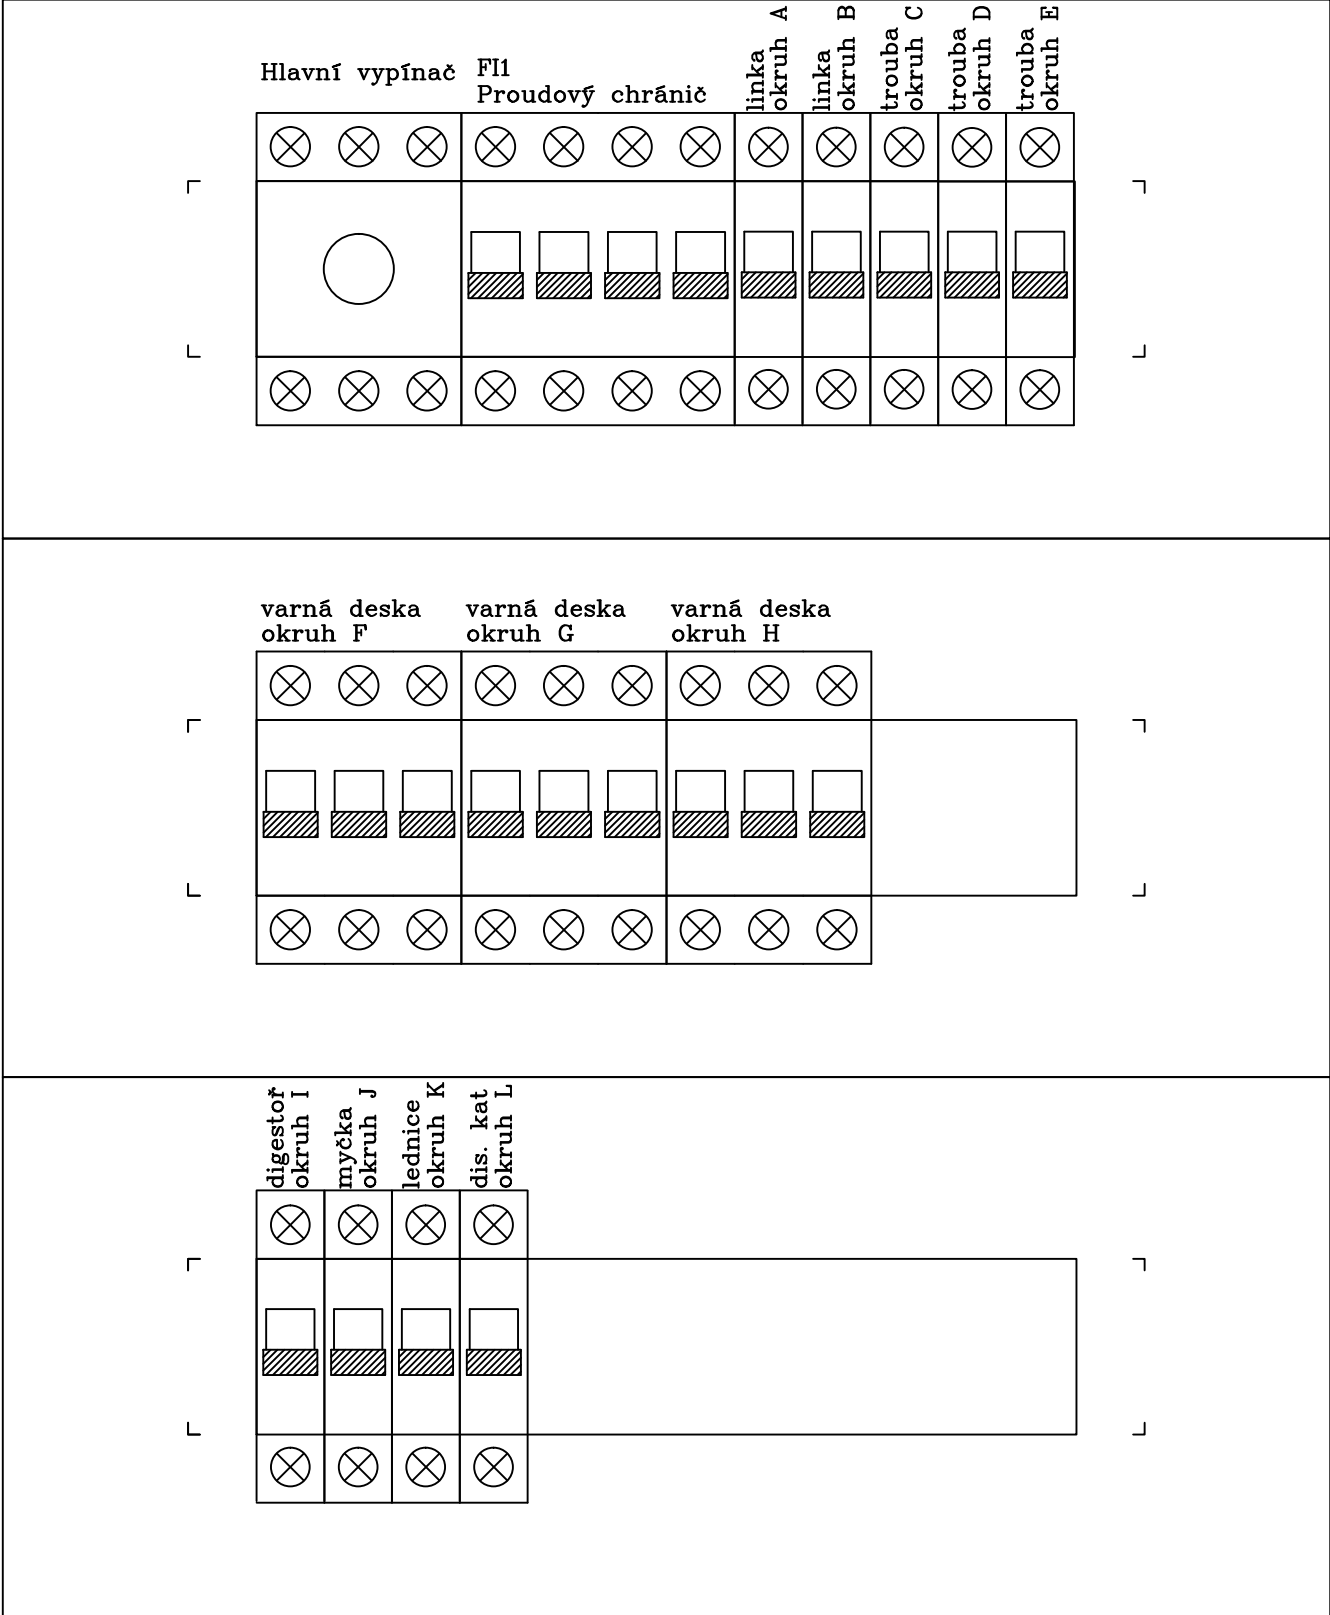 Hlavní vypínač
FI1
Proudový chránič
linka
okruh A
linka
okruh B
trouba
okruh C
trouba
okruh D
trouba
okruh E
varná deska
okruh F
varná deska
okruh G
varná deska
okruh H
digestoř
okruh I
myčka
okruh J
lednice
okruh K
dis. kat
okruh L